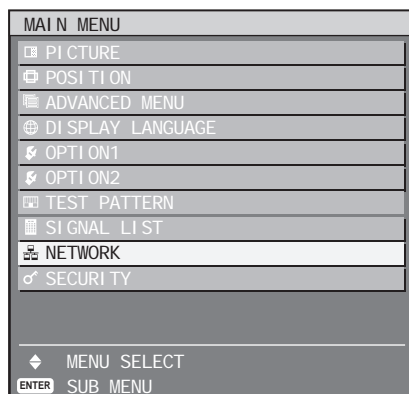 MAIN MENU
PICTURE
POSITION
ADVANCED MENU
DISPLAY LANGUAGE
OPTION1
OPTION2
TEST PATTERN
SIGNAL LIST
NETWORK
SECURITY
MENU SELECT
ENTER SUB MENU